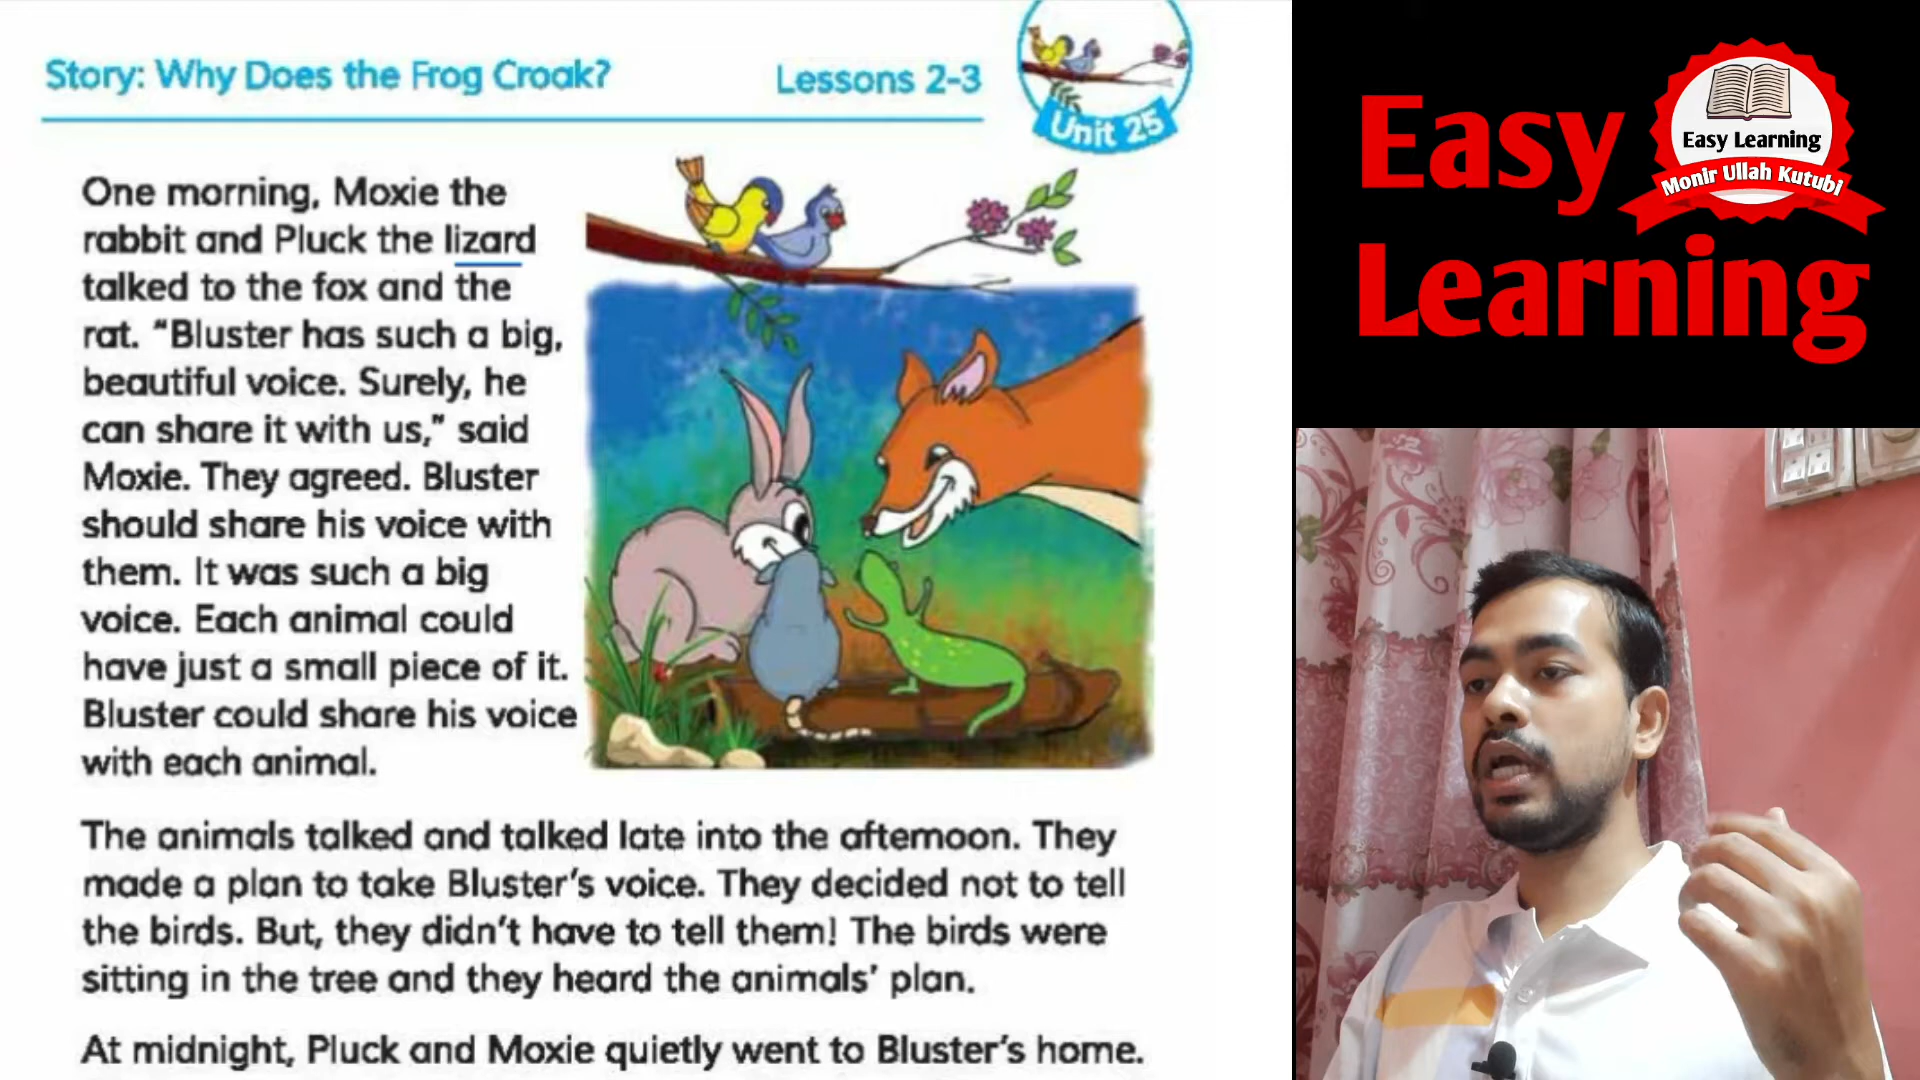 Story: Why Does the Frog Croak?
Lessons 2-3
Unit 25
One morning, Moxie the
rabbit and Pluck the lizard
talked to the fox and the
rat. “Bluster has such a big,
beautiful voice. Surely, he
can share it with us,” said
Moxie. They agreed. Bluster
should share his voice with
them. It was such a big
voice. Each animal could
have just a small piece of it.
Bluster could share his voice
with each animal.
The animals talked and talked late into the afternoon. They
made a plan to take Bluster’s voice. They decided not to tell
the birds. But, they didn’t have to tell them! The birds were
sitting in the tree and they heard the animals’ plan.
At midnight, Pluck and Moxie quietly went to Bluster’s home.
Easy
Learning
Easy Learning
Monir Ullah Kutubi